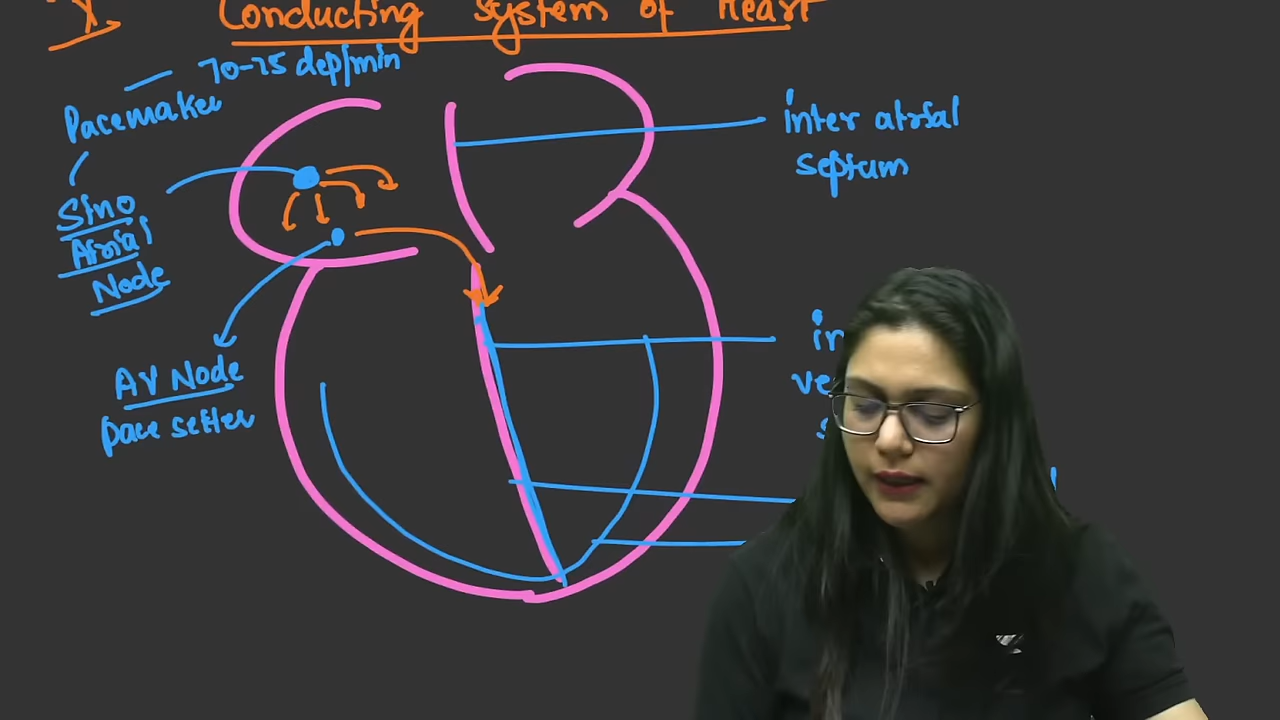 Conducting system of Heart
70-75 dep/min
Pacemaker
Sino
Atrial
Node
AV Node
pace setter
inter atrial
septum